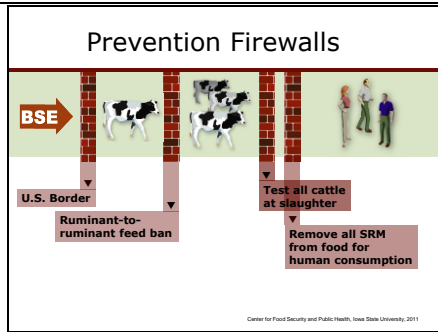 Prevention Firewalls
BSE
U.S. Border
Ruminant-to-
ruminant feed ban
Test all cattle
at slaughter
Remove all SRM
from food for
human consumption
Center for Food Security and Public Health, Iowa State University, 2011